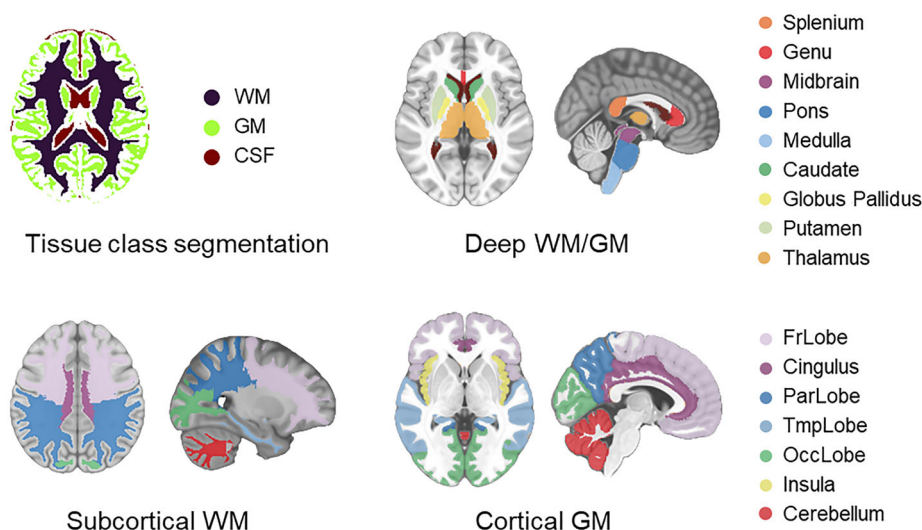 WM
GM
CSF
Tissue class segmentation
Deep WM/GM
Splenium
Genu
Midbrain
Pons
Medulla
Caudate
Globus Pallidus
Putamen
Thalamus
Subcortical WM
Cortical GM
FrLobe
Cingulus
ParLobe
TmpLobe
OccLobe
Insula
Cerebellum